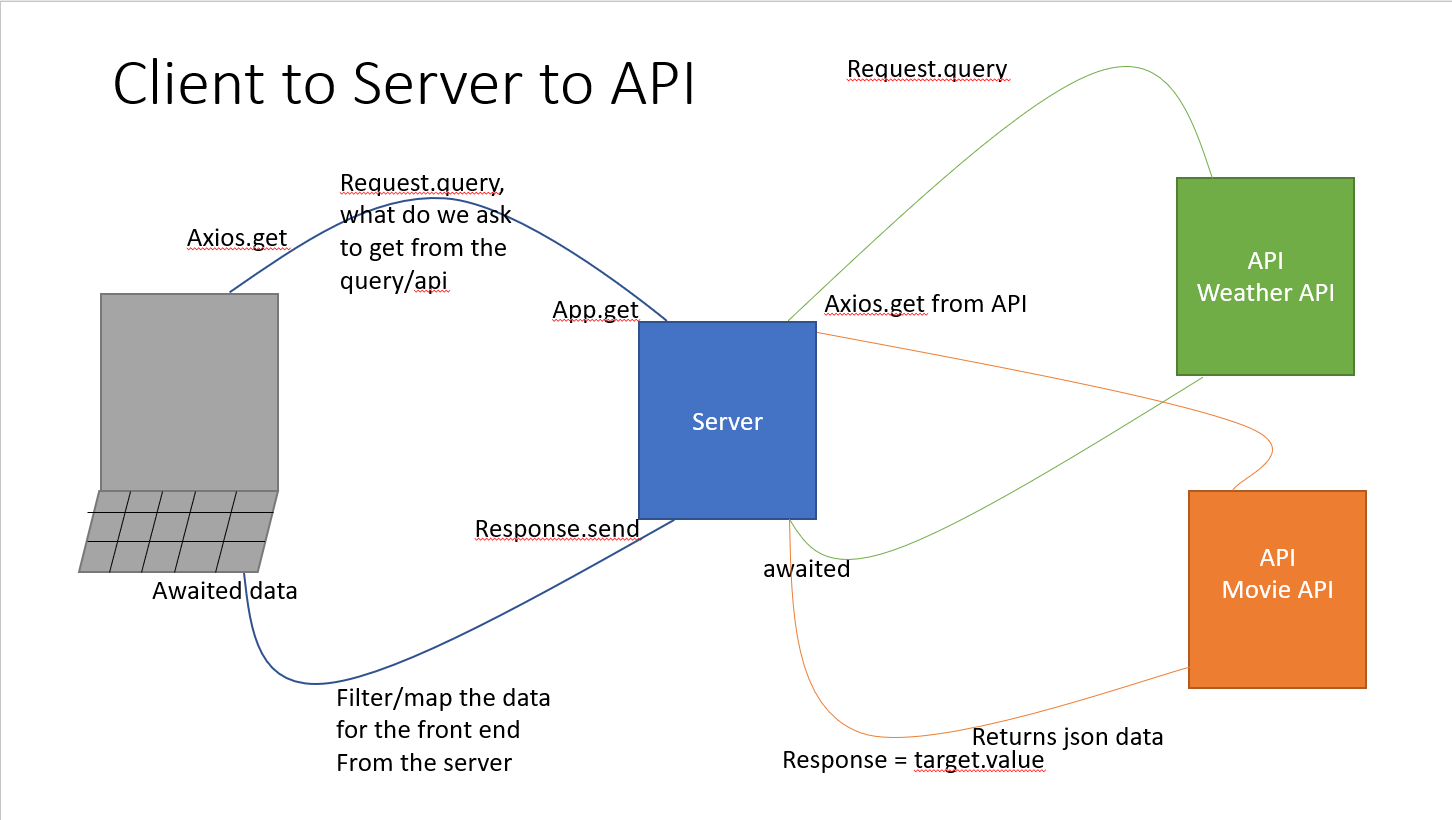 Client to Server to API
Request.query
Request.query,
what do we ask
to get from the
query/api
Axios.get
App.get
Axios.get from API
API
Weather API
Server
Response.send
awaited
API
Movie API
Awaited data
Filter/map the data
for the front end
From the server
Returns json data
Response = target.value